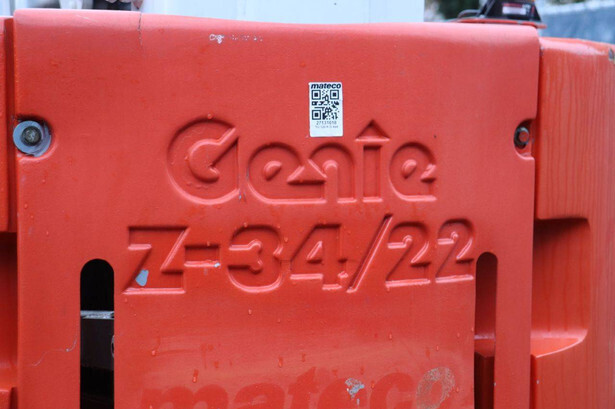 mateco
Genie
Z-34/22
mateco